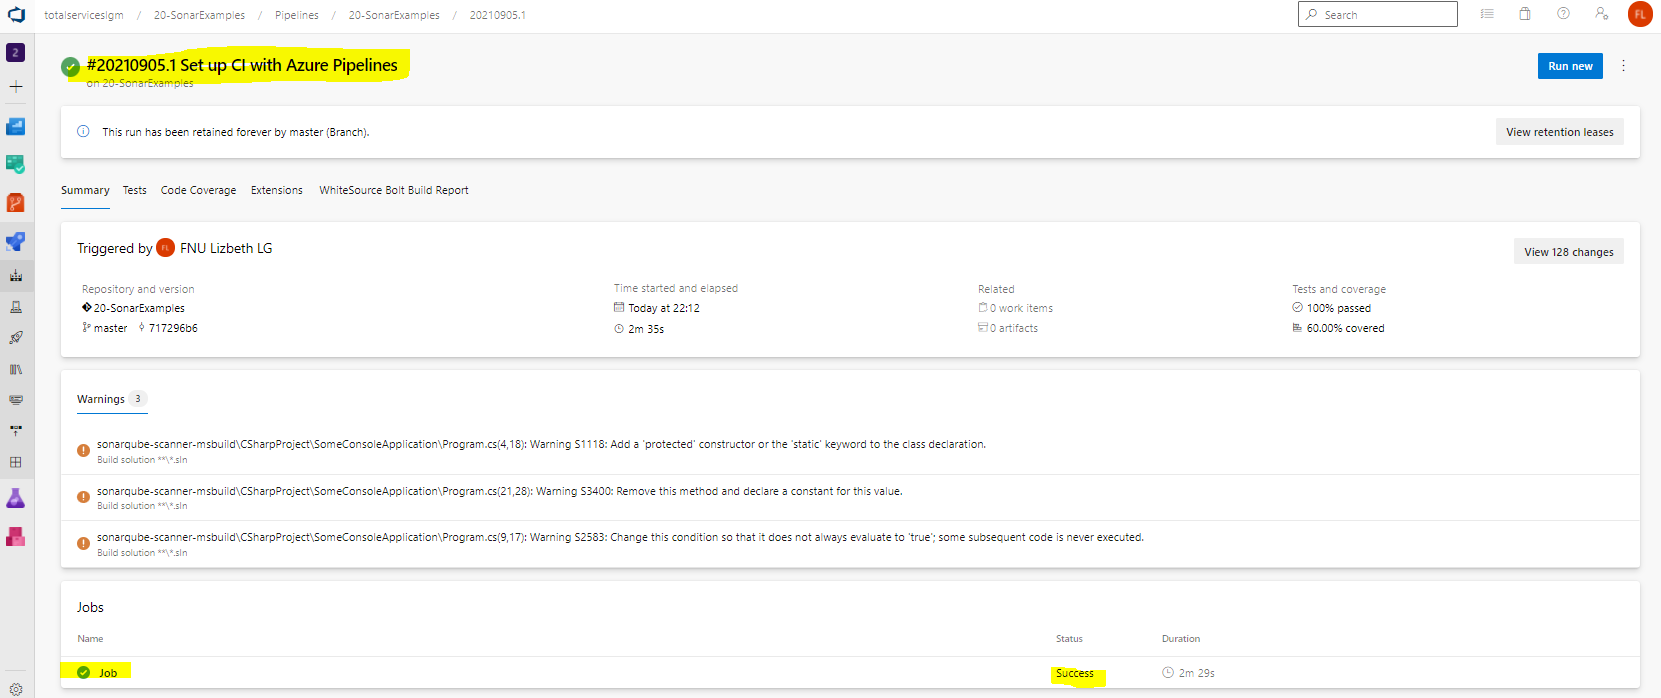 totalserviceslgm / 20-SonarExamples / Pipelines / 20-SonarExamples / 20210905.1
Search
FL
2
#20210905.1 Set up CI with Azure Pipelines
on 20-SonarExamples
Run new
This run has been retained forever by master (Branch).
View retention leases
Summary Tests Code Coverage Extensions WhiteSource Bolt Build Report
Triggered by FL FNU Lizbeth LG
View 128 changes
Repository and version
20-SonarExamples
master 717296b6
Time started and elapsed
Today at 22:12
2m 35s
Related
0 work items
0 artifacts
Tests and coverage
100% passed
60.00% covered
Warnings 3
sonarqube-scanner-msbuild\CSharpProject\SomeConsoleApplication\Program.cs(4,18): Warning S1118: Add a 'protected' constructor or the 'static' keyword to the class declaration.
Build solution **\*.sln
sonarqube-scanner-msbuild\CSharpProject\SomeConsoleApplication\Program.cs(21,28): Warning S3400: Remove this method and declare a constant for this value.
Build solution **\*.sln
sonarqube-scanner-msbuild\CSharpProject\SomeConsoleApplication\Program.cs(9,17): Warning S2583: Change this condition so that it does not always evaluate to 'true'; some subsequent code is never executed.
Build solution **\*.sln
Jobs
Name Status Duration
Job Success 2m 29s